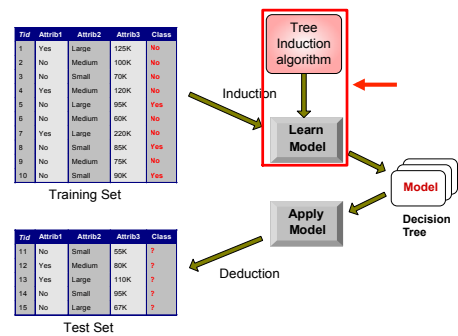 Tid Attrib1 Attrib2 Attrib3 Class
1 Yes Large 125K No
2 No Medium 100K No
3 No Small 70K No
4 Yes Medium 120K No
5 No Large 95K Yes
6 No Medium 60K No
7 Yes Large 220K No
8 No Small 85K Yes
9 No Medium 75K No
10 No Small 90K Yes
Training Set
Tree
Induction
algorithm
Induction
Learn
Model
Model
Decision
Tree
Apply
Model
Deduction
Tid Attrib1 Attrib2 Attrib3 Class
11 No Small 55K ?
12 Yes Medium 80K ?
13 Yes Large 110K ?
14 No Small 95K ?
15 No Large 67K ?
Test Set